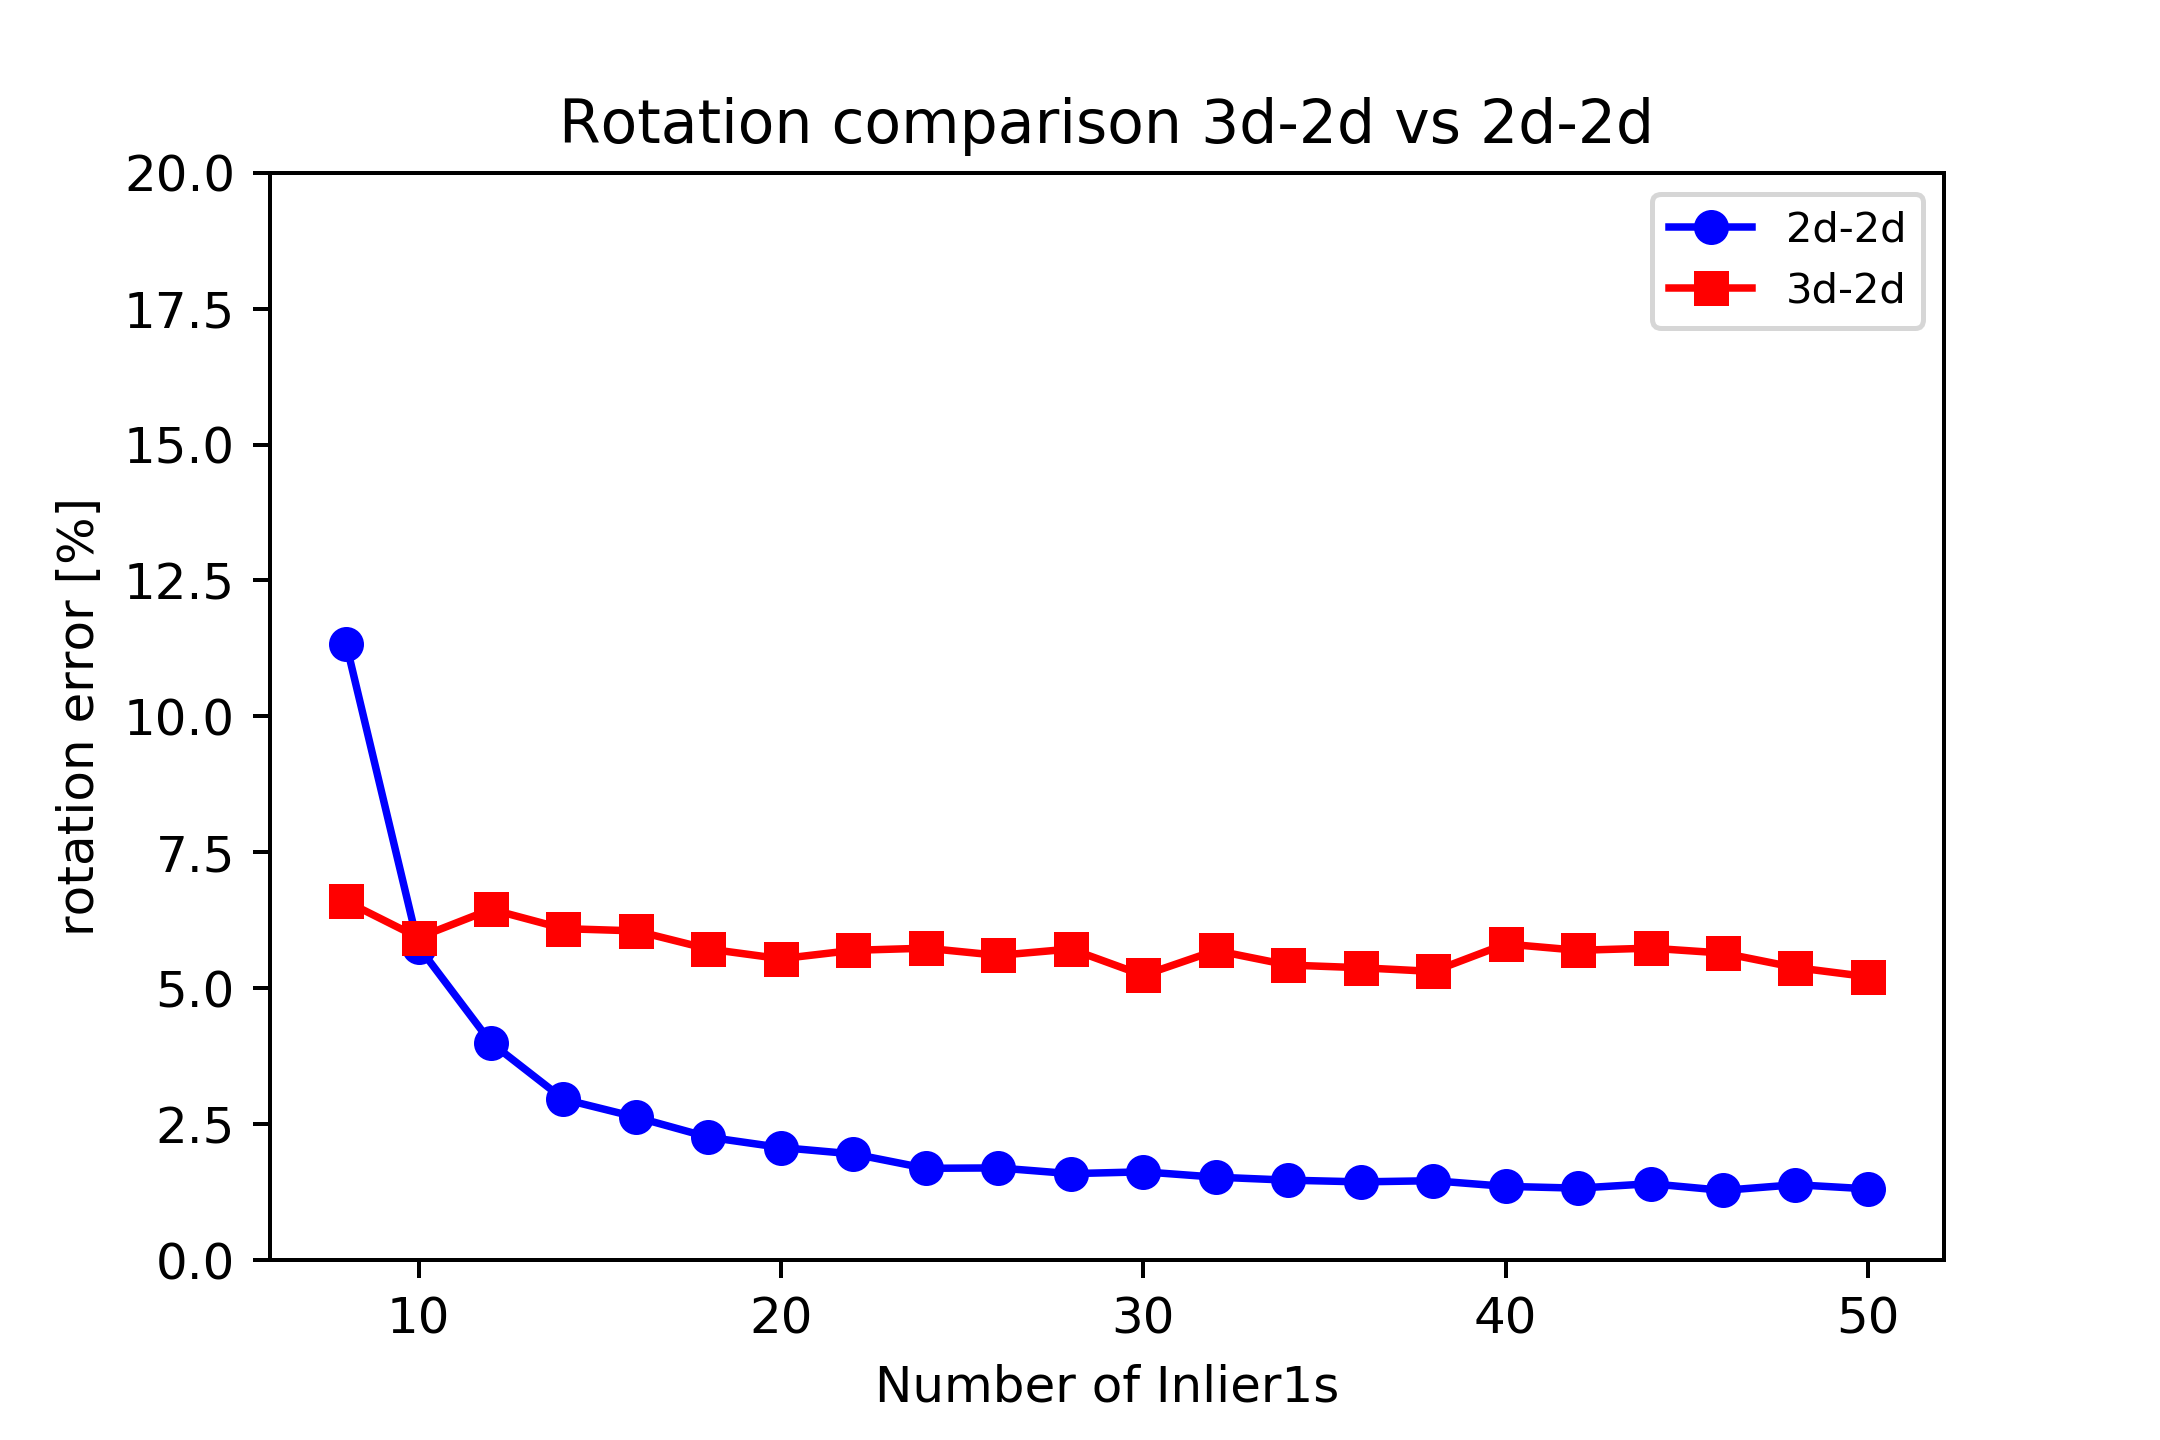 Rotation comparison 3d-2d vs 2d-2d
20.0
17.5
15.0
12.5
10.0
7.5
5.0
2.5
0.0
rotation error [%]
2d-2d
3d-2d
10 20 30 40 50
Number of Inlier1s